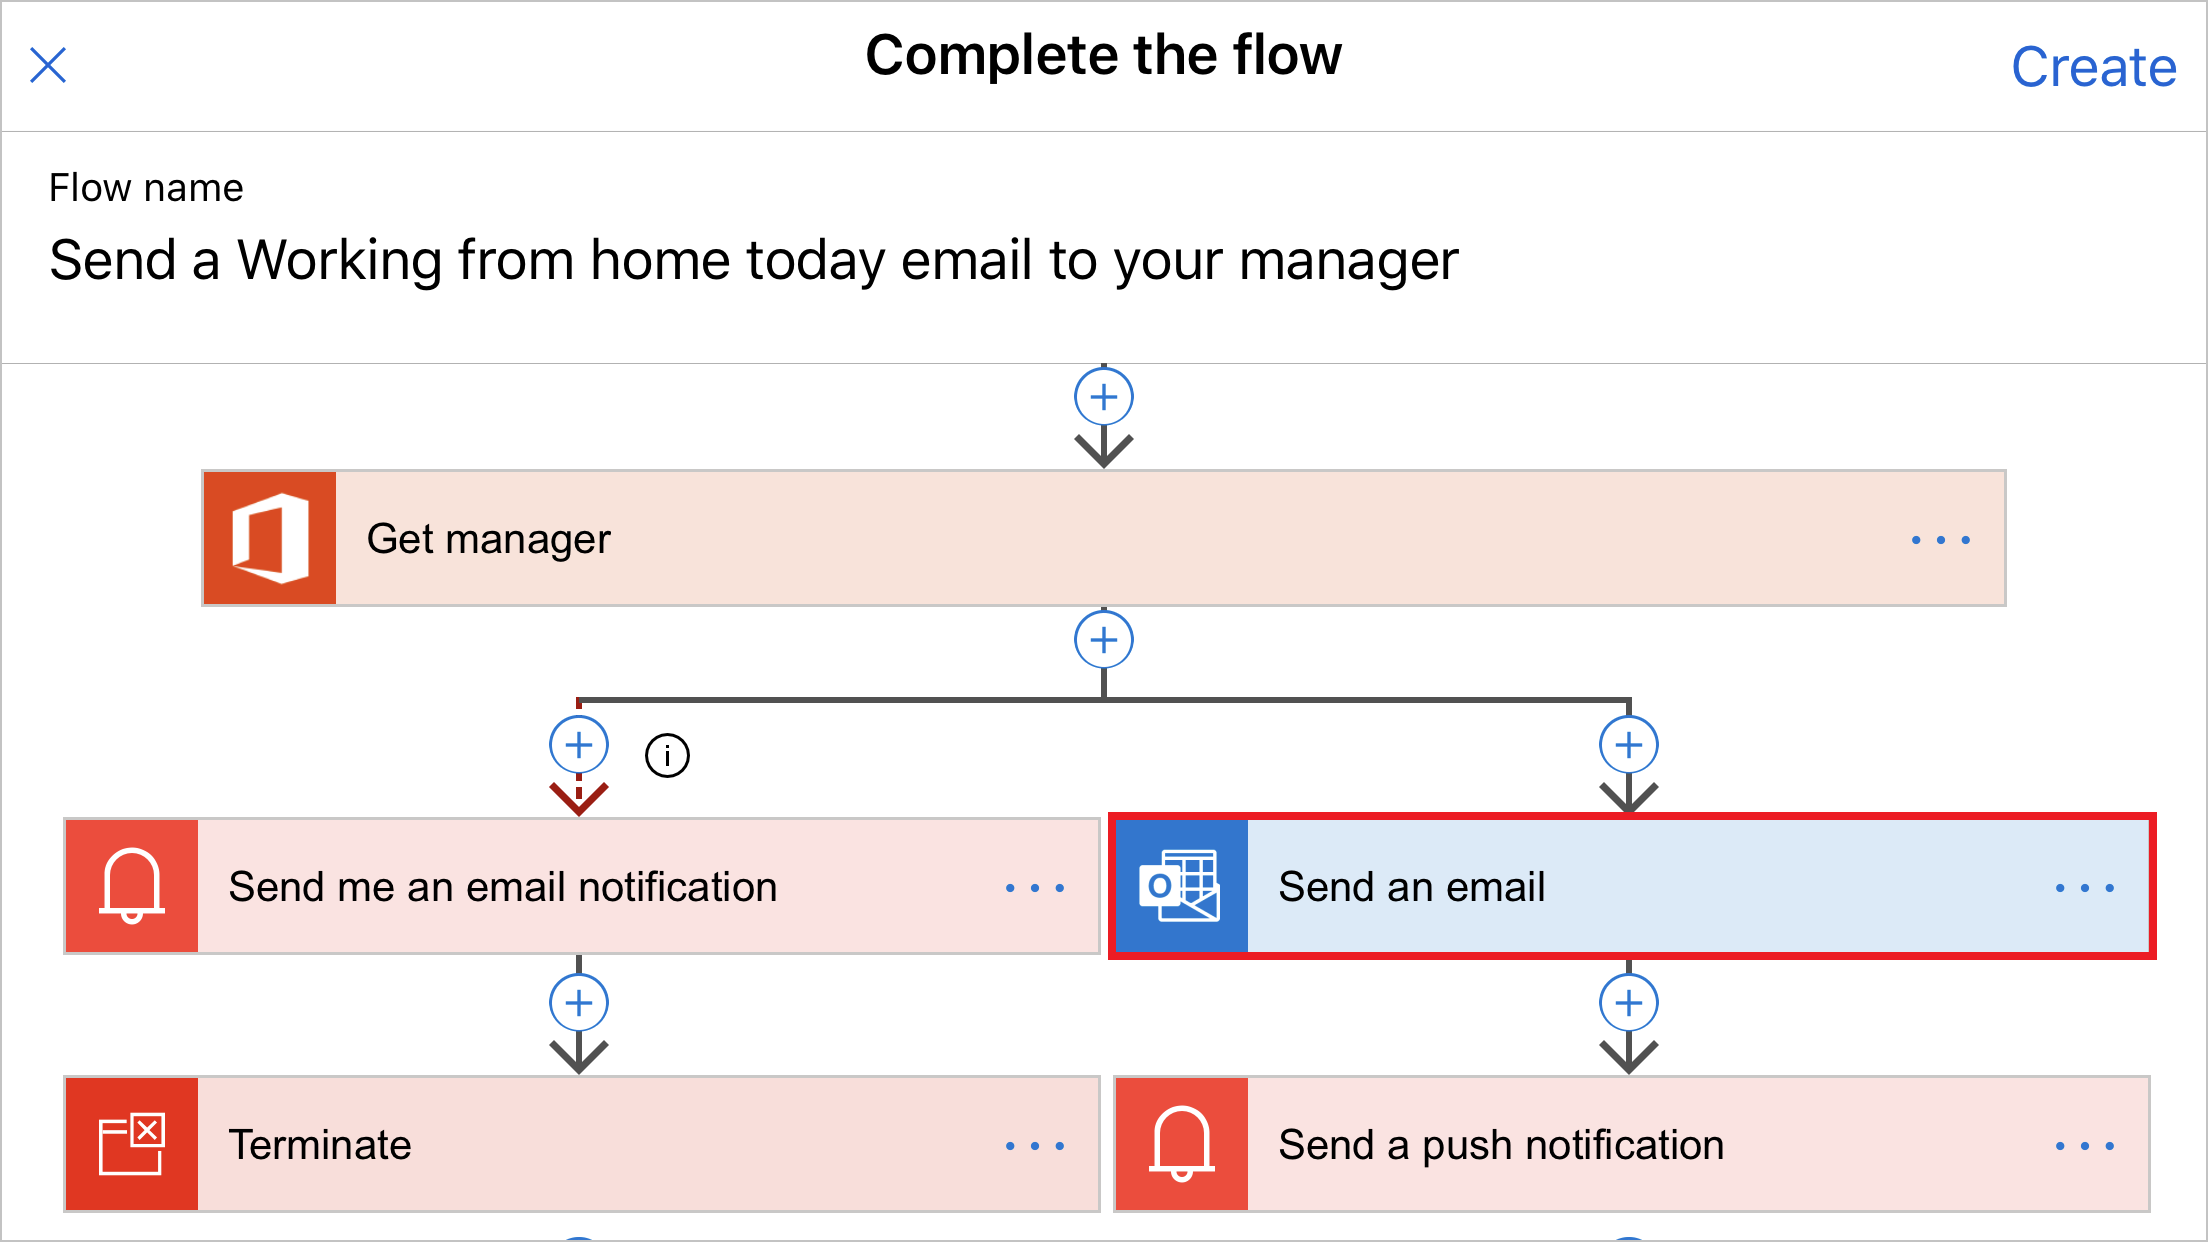 Complete the flow
Create
Flow name
Send a Working from home today email to your manager
Get manager
Send me an email notification
Send an email
Terminate
Send a push notification